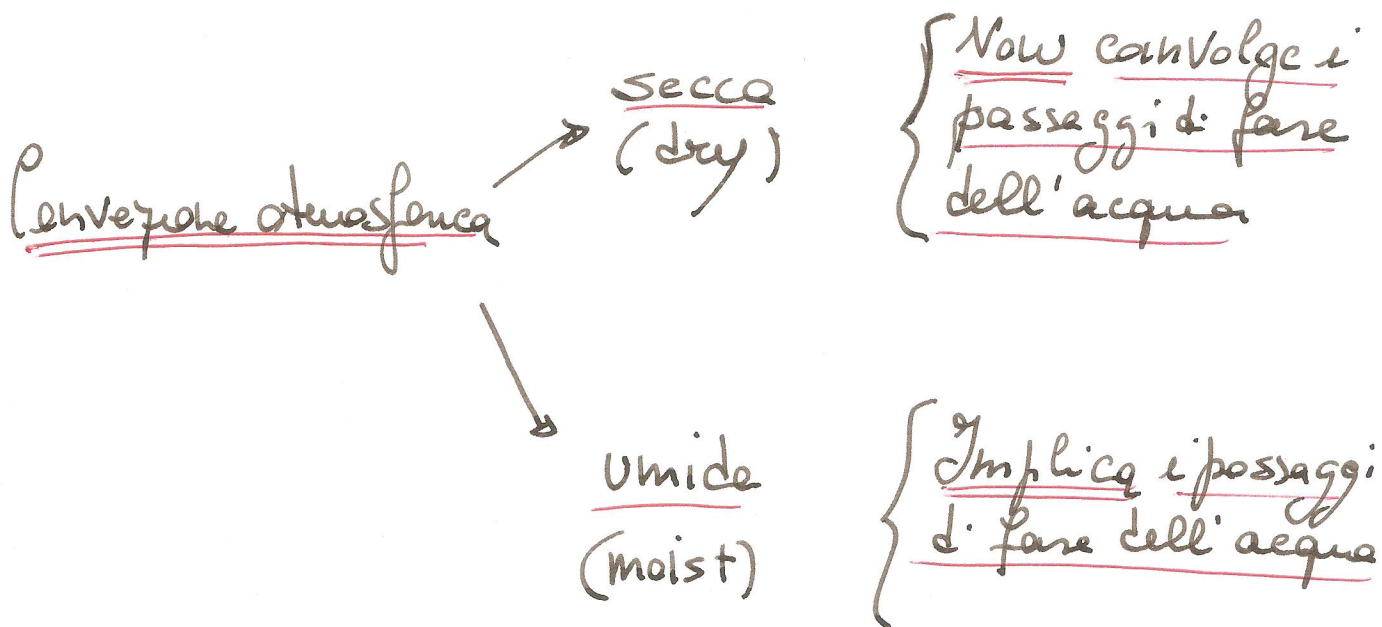 Convezione atmosferica
secca
(dry)
Non coinvolge i
passaggi di fase
dell'acqua
umida
(moist)
Implica i passaggi
di fase dell'acqua